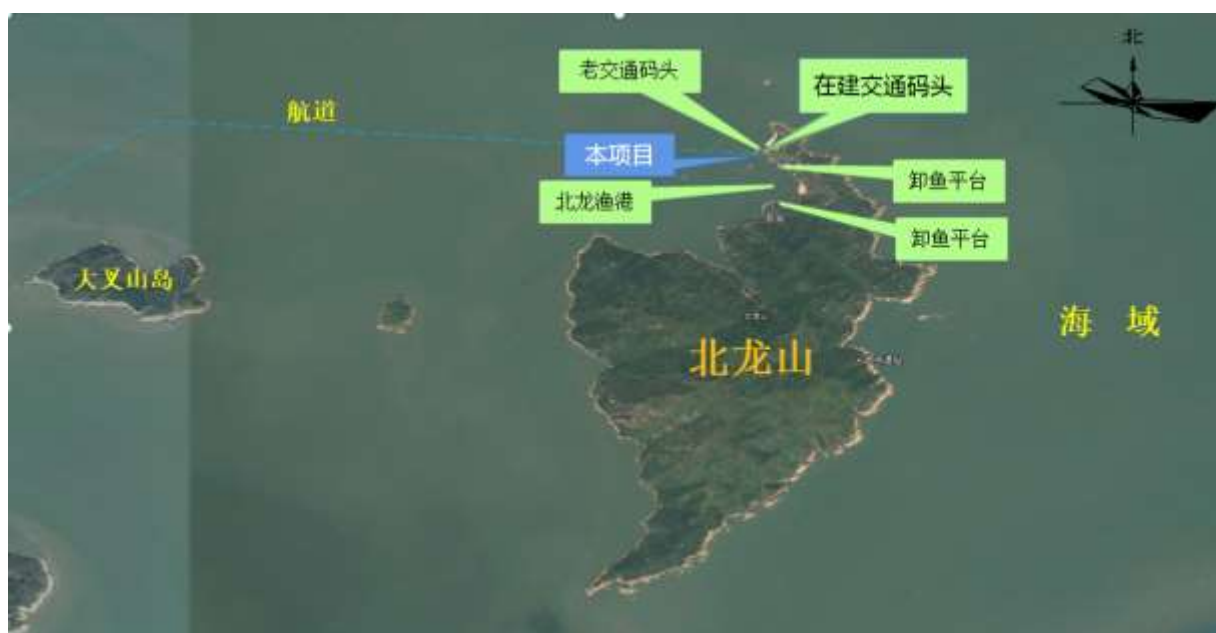 北
老交通码头
在建交通码头
航道
本项目
卸鱼平台
北龙渔港
卸鱼平台
大叉山岛
海 域
北龙山